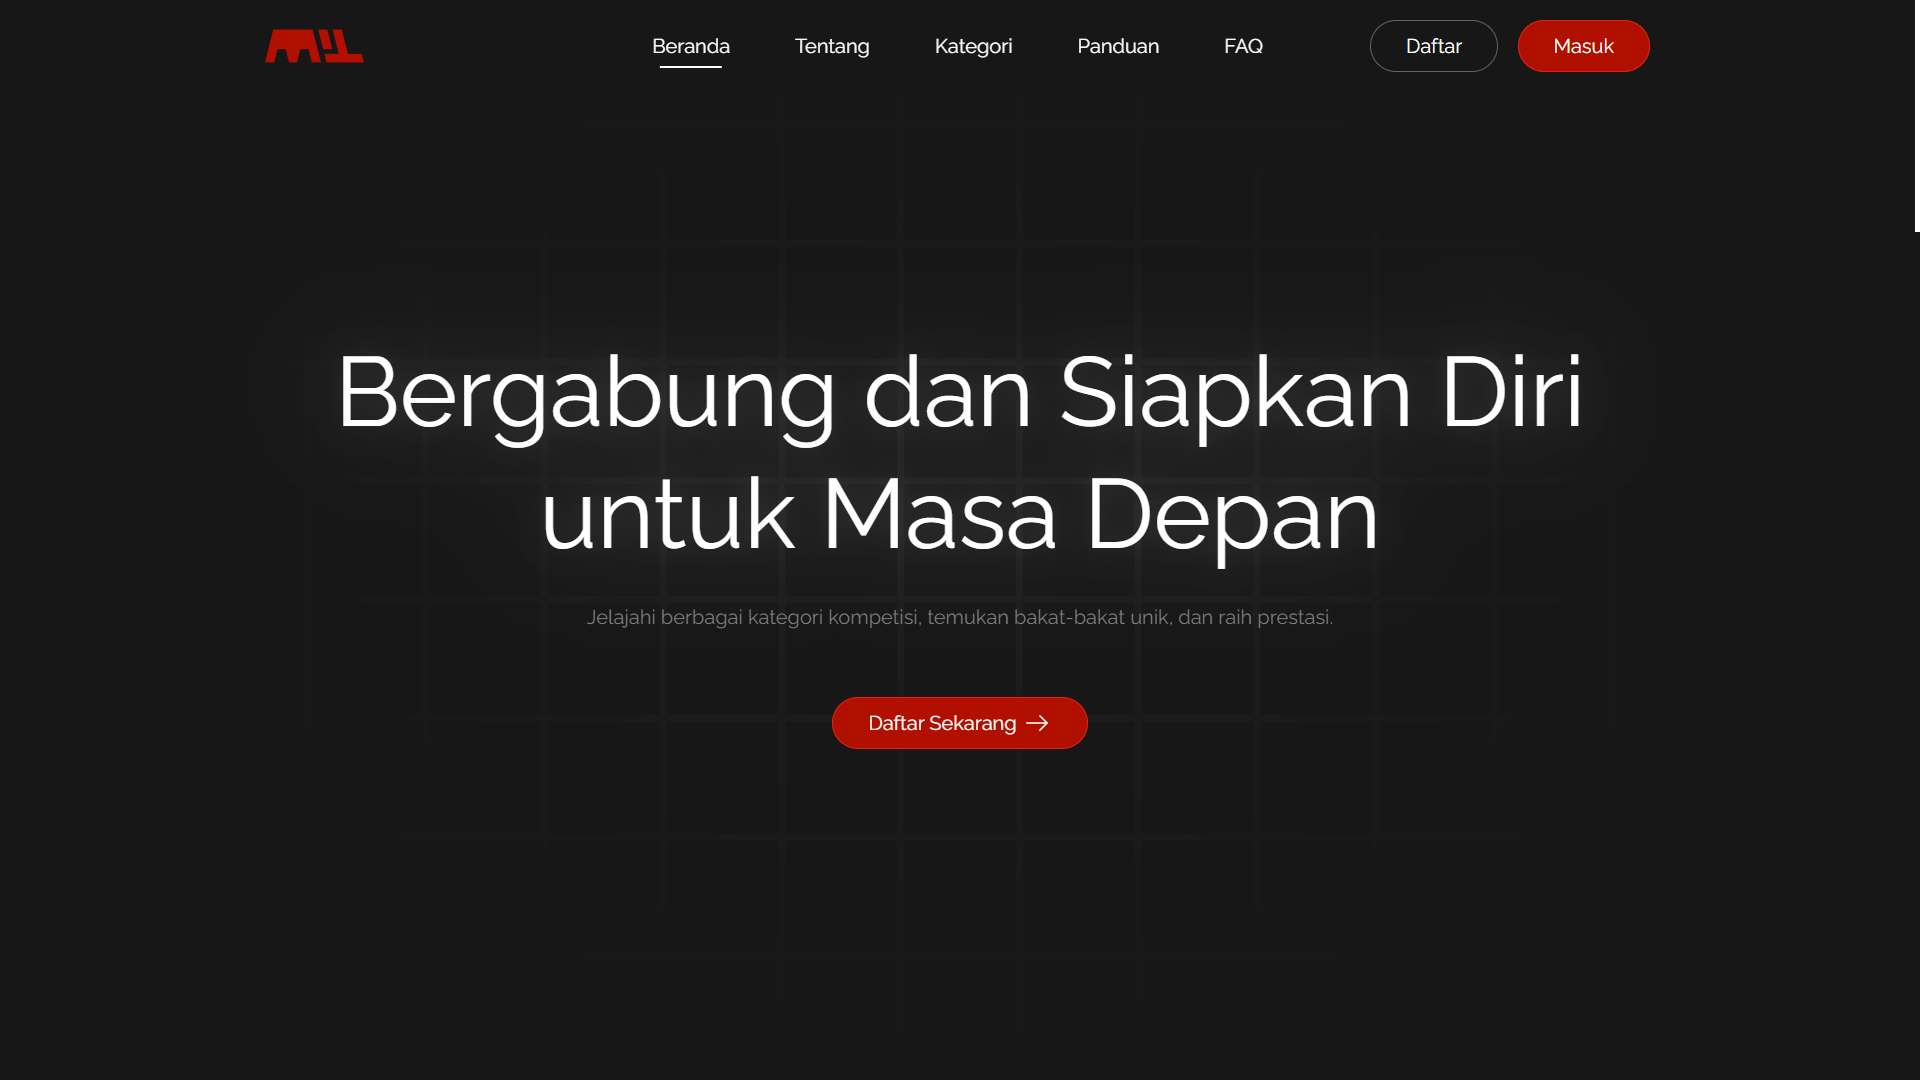 Beranda
Tentang
Kategori
Panduan
FAQ
Daftar
Masuk
Bergabung dan Siapkan Diri
untuk Masa Depan
Jelajahi berbagai kategori kompetisi, temukan bakat-bakat unik, dan raih prestasi.
Daftar Sekarang